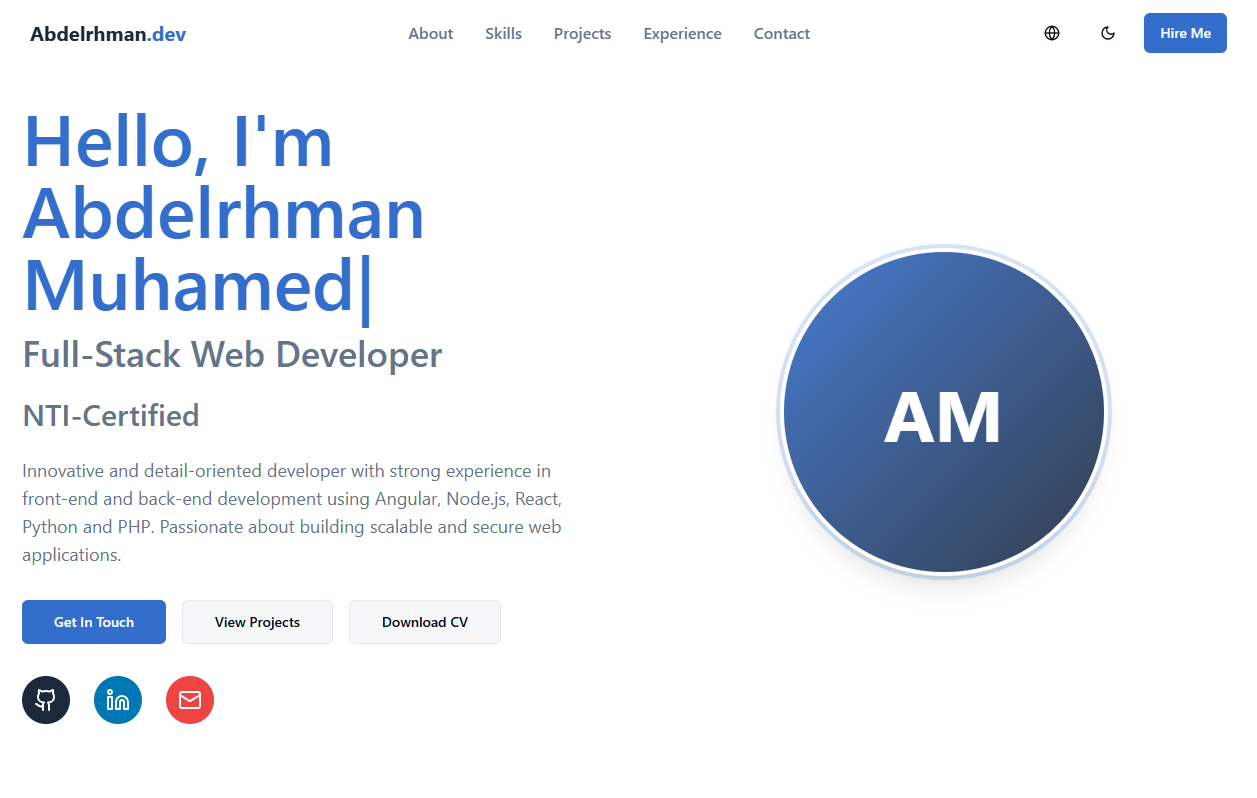 Abdelrhman.dev
About Skills Projects Experience Contact
Hire Me
Hello, I'm
Abdelrhman
Muhamed|
Full-Stack Web Developer
NTI-Certified
Innovative and detail-oriented developer with strong experience in
front-end and back-end development using Angular, Node.js, React,
Python and PHP. Passionate about building scalable and secure web
applications.
Get In Touch
View Projects
Download CV
in
AM